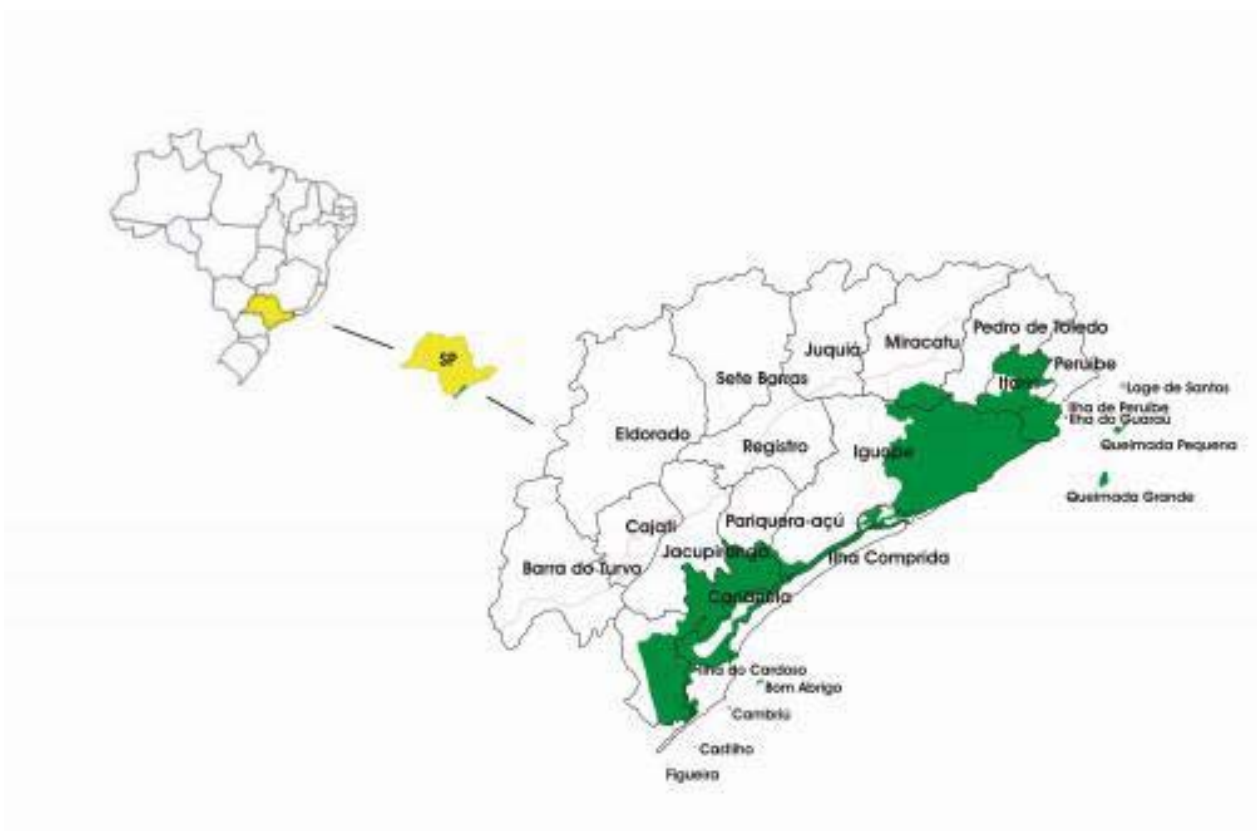 SP
Pedro de Toledo
Miracatu
Juquiá
Peruíbe
Sete Barras
Itariri
Lage de Santos
Ilha de Peruíbe
Ilha do Guaraú
Eldorado
Registro
Iguape
Queimada Pequena
Queimada Grande
Cajati
Pariquera-açú
Jacupiranga
Ilha Comprida
Barra do Turvo
Cananéia
Ilha do Cardoso
Bom Abrigo
Cambriú
Castilho
Figueira